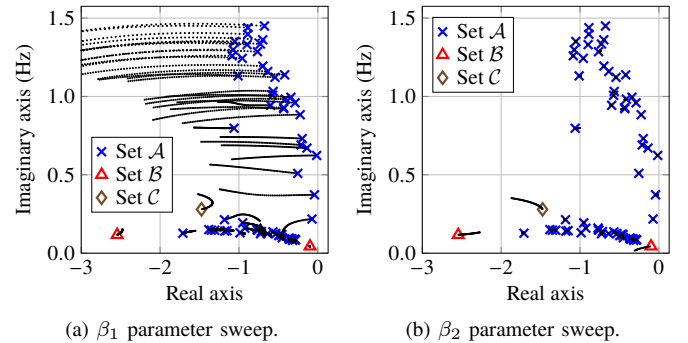 1.5
1.0
0.5
0.0
Imaginary axis (Hz)
Set 𝒜
Set ℬ
Set 𝒞
−3 −2 −1 0
Real axis
(a) β₁ parameter sweep.
1.5
1.0
0.5
0.0
Imaginary axis (Hz)
Set 𝒜
Set ℬ
Set 𝒞
−3 −2 −1 0
Real axis
(b) β₂ parameter sweep.